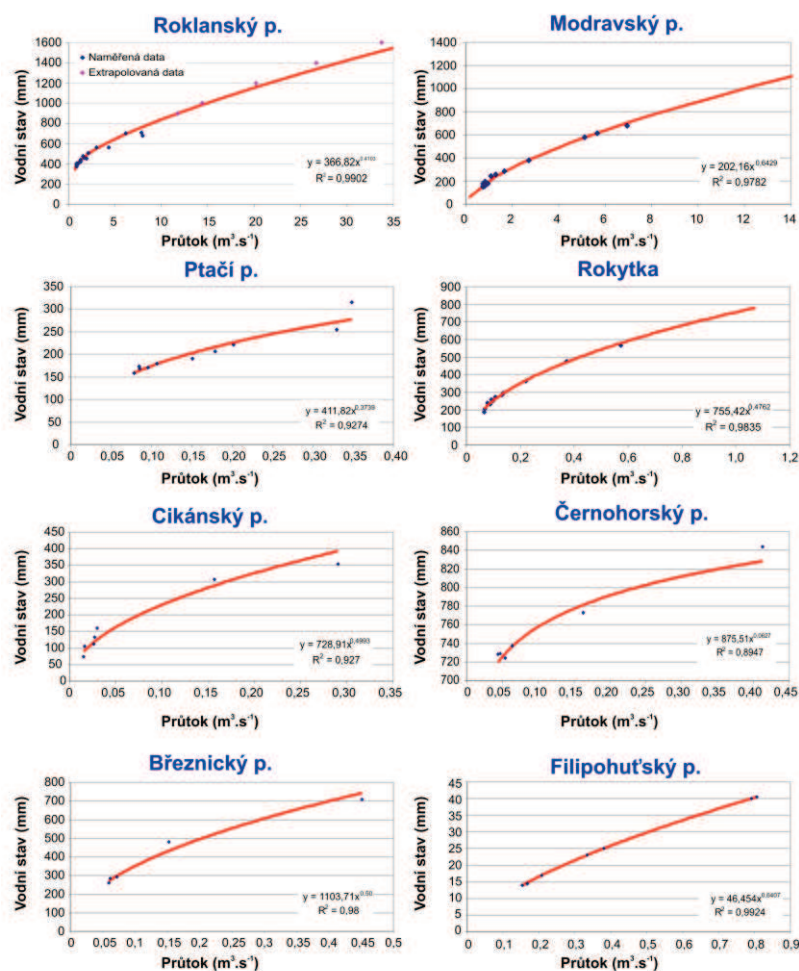 Roklanský p.
Vodní stav (mm)
1600
1400
1200
1000
800
600
400
200
0
Naměřená data
Extrapolovaná data
y = 366,82x^0,4103
R² = 0,9902
0 5 10 15 20 25 30 35
Průtok (m³.s⁻¹)
Modravský p.
Vodní stav (mm)
1400
1200
1000
800
600
400
200
0
y = 202,16x^0,6429
R² = 0,9782
0 2 4 6 8 10 12 14
Průtok (m³.s⁻¹)
Ptačí p.
Vodní stav (mm)
350
300
250
200
150
100
50
0
y = 411,82x^0,3739
R² = 0,9274
0 0,05 0,10 0,15 0,20 0,25 0,30 0,35 0,40
Průtok (m³.s⁻¹)
Rokytka
Vodní stav (mm)
900
800
700
600
500
400
300
200
100
0
y = 755,42x^0,4762
R² = 0,9835
0 0,2 0,4 0,6 0,8 1,0 1,2
Průtok (m³.s⁻¹)
Cikánský p.
Vodní stav (mm)
450
400
350
300
250
200
150
100
50
0
y = 728,91x^0,4993
R² = 0,927
0 0,05 0,10 0,15 0,20 0,25 0,30 0,35
Průtok (m³.s⁻¹)
Černohorský p.
Vodní stav (mm)
860
840
820
800
780
760
740
720
700
y = 875,51x^0,0627
R² = 0,8947
0 0,05 0,10 0,15 0,20 0,25 0,30 0,35 0,40 0,45
Průtok (m³.s⁻¹)
Březnický p.
Vodní stav (mm)
800
700
600
500
400
300
200
100
0
y = 1103,71x^0,50
R² = 0,98
0 0,05 0,1 0,15 0,2 0,25 0,3 0,35 0,4 0,45 0,5
Průtok (m³.s⁻¹)
Filipohuťský p.
Vodní stav (mm)
45
40
35
30
25
20
15
10
5
0
y = 46,454x^0,6407
R² = 0,9924
0 0,1 0,2 0,3 0,4 0,5 0,6 0,7 0,8 0,9
Průtok (m³.s⁻¹)